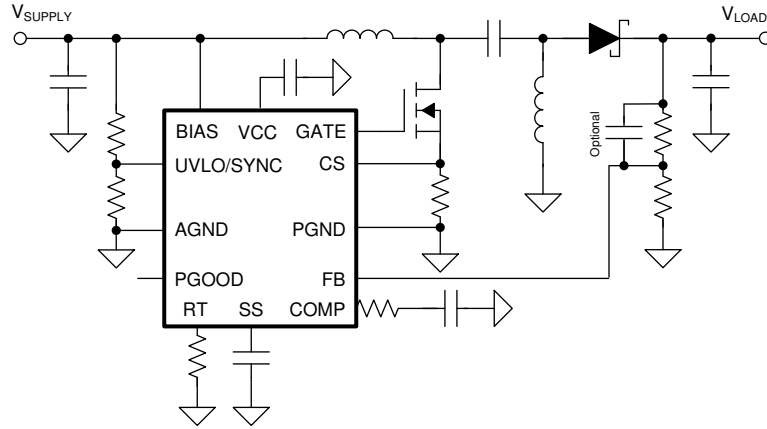 VSUPPLY
VLOAD
BIAS
VCC
GATE
Optional
UVLO/SYNC
CS
AGND
PGND
PGOOD
FB
RT
SS
COMP